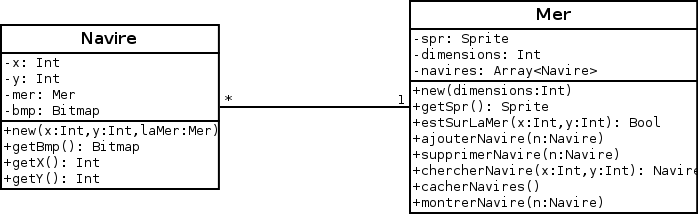 Navire
-x: Int
-y: Int
-mer: Mer
-bmp: Bitmap
+new(x:Int,y:Int,laMer:Mer)
+getBmp(): Bitmap
+getX(): Int
+getY(): Int
*
1
Mer
-spr: Sprite
-dimensions: Int
-navires: Array<Navire>
+new(dimensions:Int)
+getSpr(): Sprite
+estSurLaMer(x:Int,y:Int): Bool
+ajouterNavire(n:Navire)
+supprimerNavire(n:Navire)
+chercherNavire(x:Int,y:Int): Navire
+cacherNavires()
+montrerNavire(n:Navire)